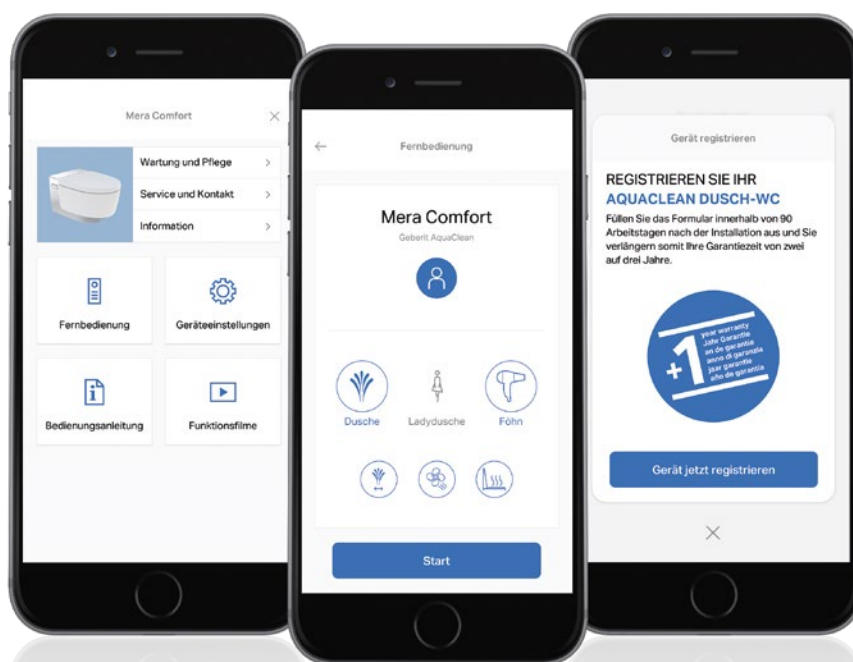 Mera Comfort
Wartung und Pflege
Service und Kontakt
Information
Fernbedienung
Geräteeinstellungen
Bedienungsanleitung
Funktionsfilme
Fernbedienung
Mera Comfort
Geberit AquaClean
Dusche
Ladydusche
Föhn
Start
Gerät registrieren
REGISTRIEREN SIE IHR
AQUACLEAN DUSCH-WC
Füllen Sie das Formular innerhalb von 90
Arbeitstagen nach der Installation aus und Sie
verlängern somit Ihre Garantiezeit von zwei
auf drei Jahre.
+1
year warranty
Jahr Garantie
an de garantie
anno di garanzia
jaar garantie
año de garantía
Gerät jetzt registrieren